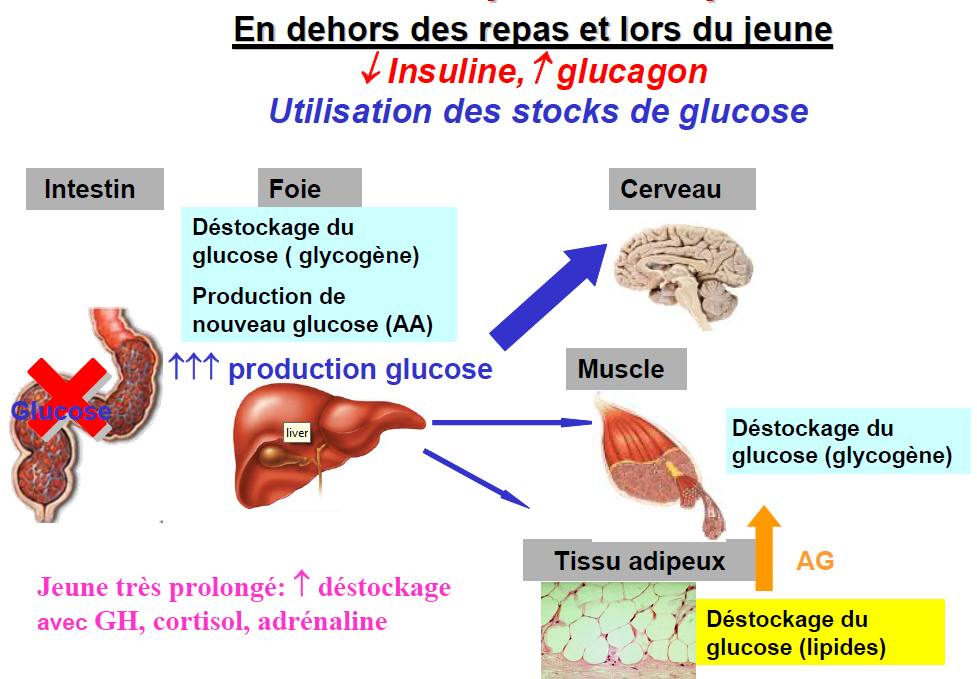 En dehors des repas et lors du jeune
↓ Insuline, ↑ glucagon
Utilisation des stocks de glucose
Intestin
Foie
Cerveau
Déstockage du
glucose ( glycogène)
Production de
nouveau glucose (AA)
↑↑↑ production glucose
Muscle
Glucose
liver
Déstockage du
glucose (glycogène)
Tissu adipeux
AG
Jeune très prolongé: ↑ déstockage
avec GH, cortisol, adrénaline
Déstockage du
glucose (lipides)